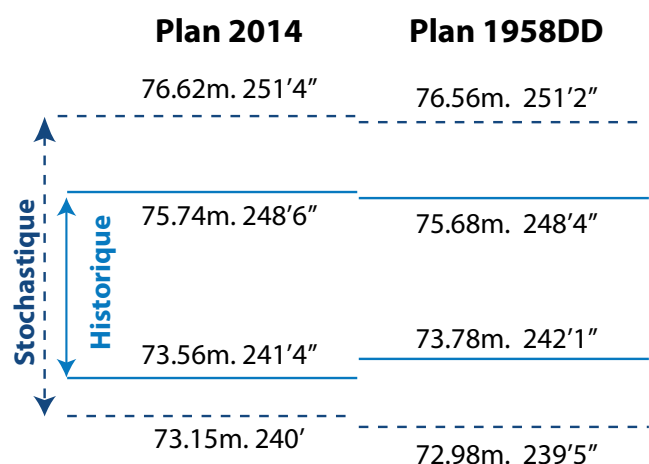 Plan 2014 Plan 1958DD
76.62m. 251’4” 76.56m. 251’2”
75.74m. 248’6” 75.68m. 248’4”
Stochastique
Historique
73.56m. 241’4” 73.78m. 242’1”
73.15m. 240’ 72.98m. 239’5”